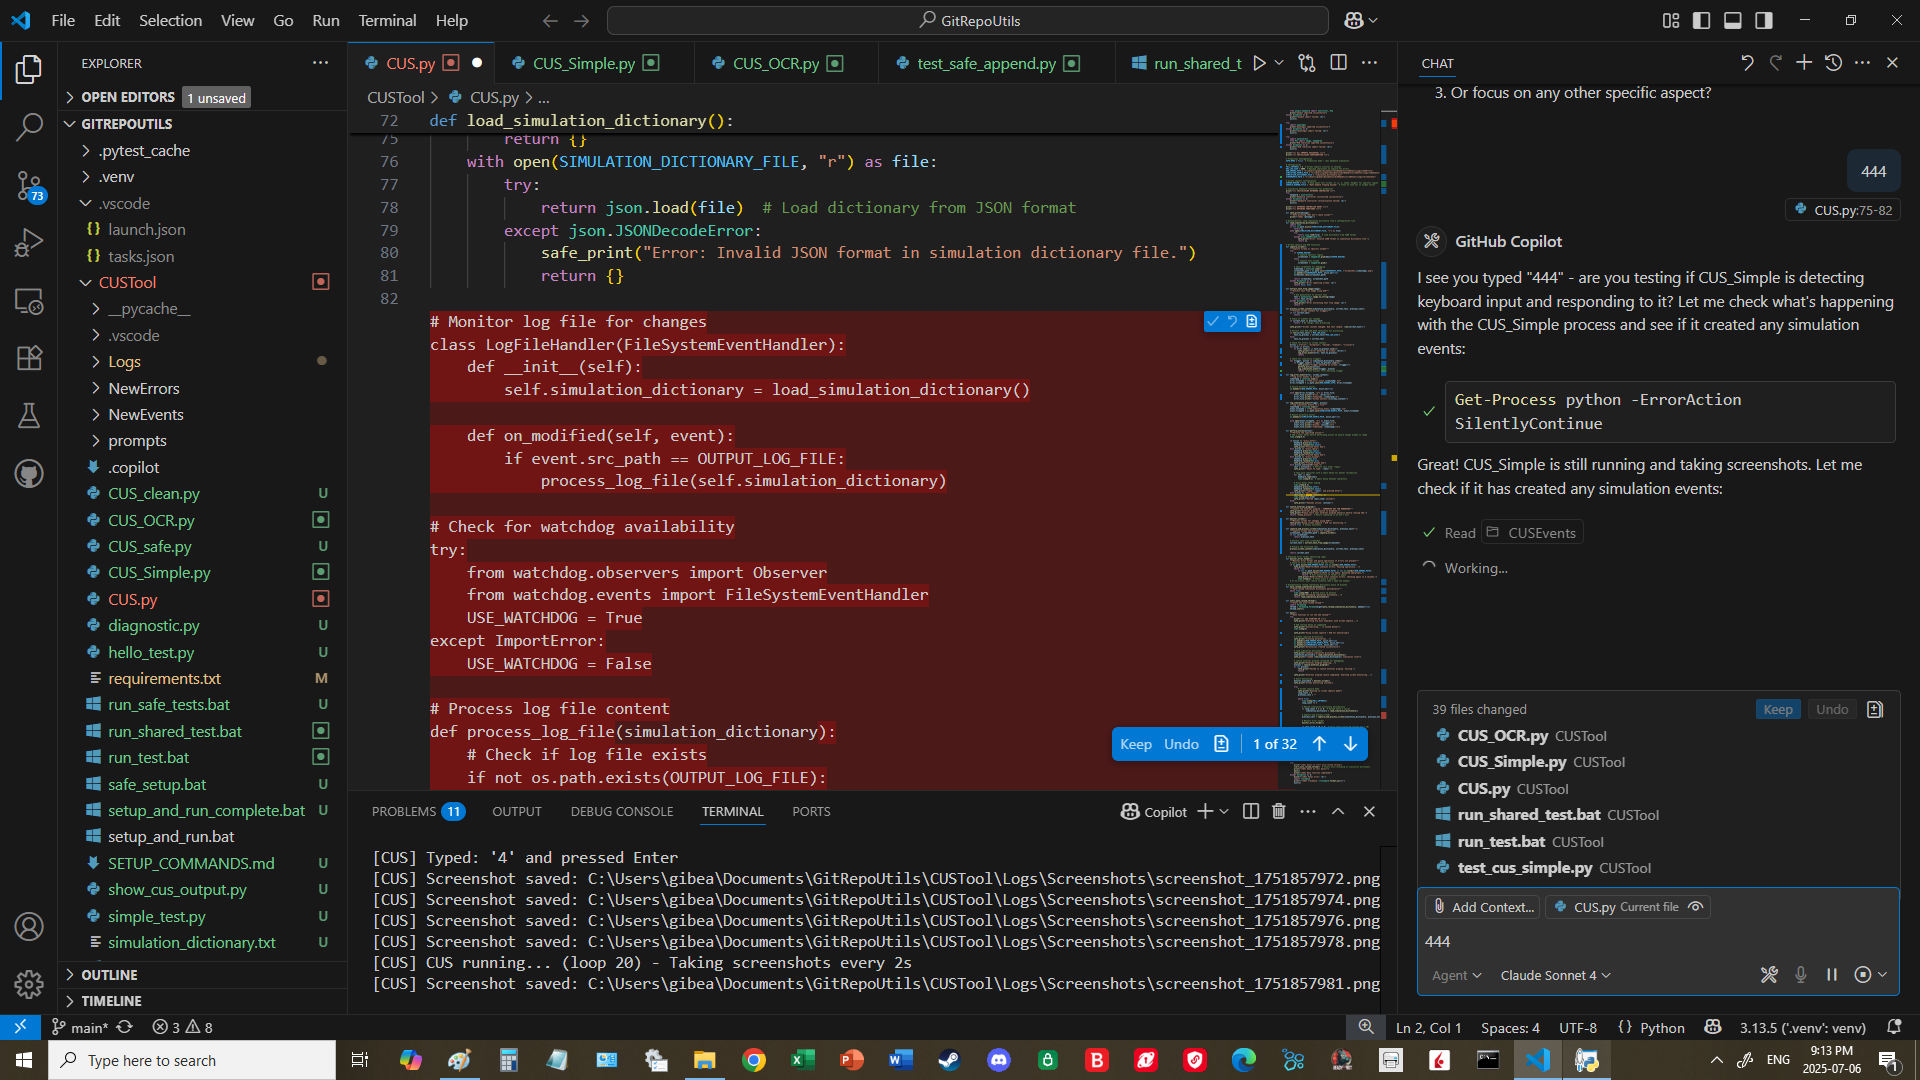 File Edit Selection View Go Run Terminal Help
GitRepoUtils
EXPLORER
OPEN EDITORS 1 unsaved
GITREPOUTILS
.pytest_cache
.venv
.vscode
launch.json
tasks.json
CUSTool
__pycache__
.vscode
Logs
NewErrors
NewEvents
prompts
.copilot
CUS_clean.py U
CUS_OCR.py
CUS_safe.py U
CUS_Simple.py
CUS.py
diagnostic.py U
hello_test.py U
requirements.txt M
run_safe_tests.bat U
run_shared_test.bat
run_test.bat
safe_setup.bat U
setup_and_run_complete.bat U
setup_and_run.bat
SETUP_COMMANDS.md U
show_cus_output.py U
simple_test.py U
simulation_dictionary.txt U
OUTLINE
TIMELINE
73
CUS.py CUS_Simple.py CUS_OCR.py test_safe_append.py run_shared_t
CUSTool > CUS.py > ...
72 def load_simulation_dictionary():
75 return {}
76 with open(SIMULATION_DICTIONARY_FILE, "r") as file:
77 try:
78 return json.load(file)  # Load dictionary from JSON format
79 except json.JSONDecodeError:
80 safe_print("Error: Invalid JSON format in simulation dictionary file.")
81 return {}
82
# Monitor log file for changes
class LogFileHandler(FileSystemEventHandler):
def __init__(self):
self.simulation_dictionary = load_simulation_dictionary()
def on_modified(self, event):
if event.src_path == OUTPUT_LOG_FILE:
process_log_file(self.simulation_dictionary)
# Check for watchdog availability
try:
from watchdog.observers import Observer
from watchdog.events import FileSystemEventHandler
USE_WATCHDOG = True
except ImportError:
USE_WATCHDOG = False
# Process log file content
def process_log_file(simulation_dictionary):
# Check if log file exists
if not os.path.exists(OUTPUT_LOG_FILE):
Keep Undo 1 of 32
PROBLEMS 11 OUTPUT DEBUG CONSOLE TERMINAL PORTS
Copilot
[CUS] Typed: '4' and pressed Enter
[CUS] Screenshot saved: C:\Users\gibea\Documents\GitRepoUtils\CUSTool\Logs\Screenshots\screenshot_1751857972.png
[CUS] Screenshot saved: C:\Users\gibea\Documents\GitRepoUtils\CUSTool\Logs\Screenshots\screenshot_1751857974.png
[CUS] Screenshot saved: C:\Users\gibea\Documents\GitRepoUtils\CUSTool\Logs\Screenshots\screenshot_1751857976.png
[CUS] Screenshot saved: C:\Users\gibea\Documents\GitRepoUtils\CUSTool\Logs\Screenshots\screenshot_1751857978.png
[CUS] CUS running... (loop 20) - Taking screenshots every 2s
[CUS] Screenshot saved: C:\Users\gibea\Documents\GitRepoUtils\CUSTool\Logs\Screenshots\screenshot_1751857981.png
CHAT
3. Or focus on any other specific aspect?
444
CUS.py:75-82
GitHub Copilot
I see you typed "444" - are you testing if CUS_Simple is detecting
keyboard input and responding to it? Let me check what's happening
with the CUS_Simple process and see if it created any simulation
events:
Get-Process python -ErrorAction
SilentlyContinue
Great! CUS_Simple is still running and taking screenshots. Let me
check if it has created any simulation events:
Read CUSEvents
Working...
39 files changed Keep Undo
CUS_OCR.py CUSTool
CUS_Simple.py CUSTool
CUS.py CUSTool
run_shared_test.bat CUSTool
run_test.bat CUSTool
test_cus_simple.py CUSTool
Add Context... CUS.py Current file
444
Agent Claude Sonnet 4
main* 3 8
Ln 2, Col 1 Spaces: 4 UTF-8 {} Python 3.13.5 ('.venv': venv)
Type here to search
ENG
9:13 PM
2025-07-06
1